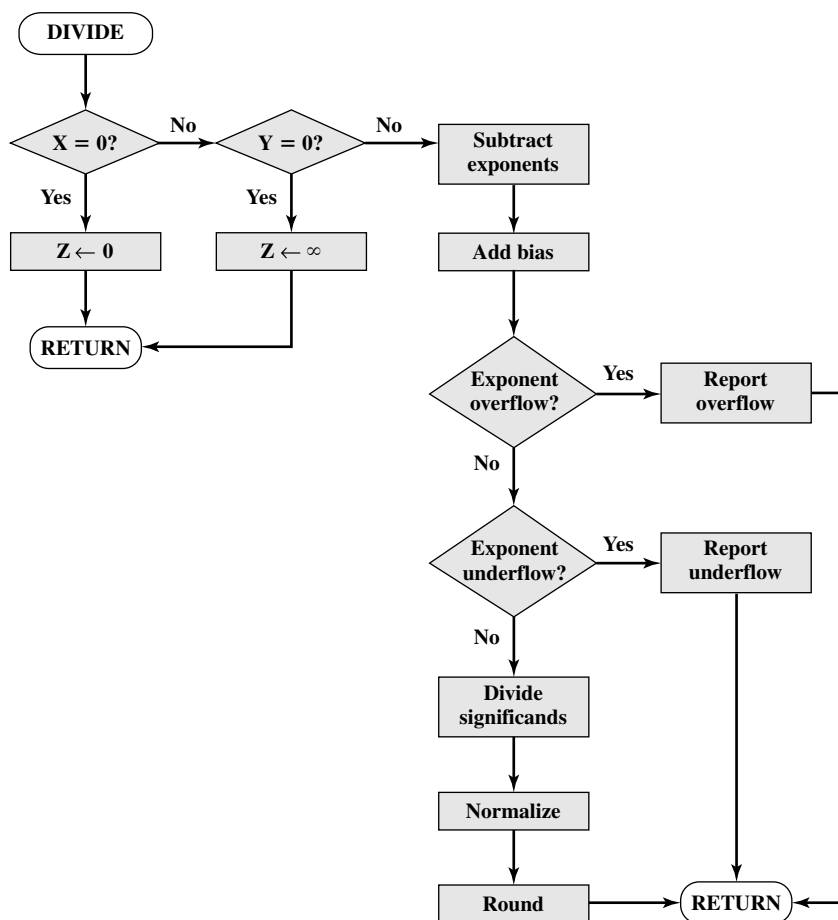 DIVIDE
X = 0?
No
Y = 0?
No
Subtract
exponents
Yes
Yes
Z ← 0
Z ← ∞
Add bias
RETURN
Exponent
overflow?
Yes
Report
overflow
No
Exponent
underflow?
Yes
Report
underflow
No
Divide
significands
Normalize
Round
RETURN